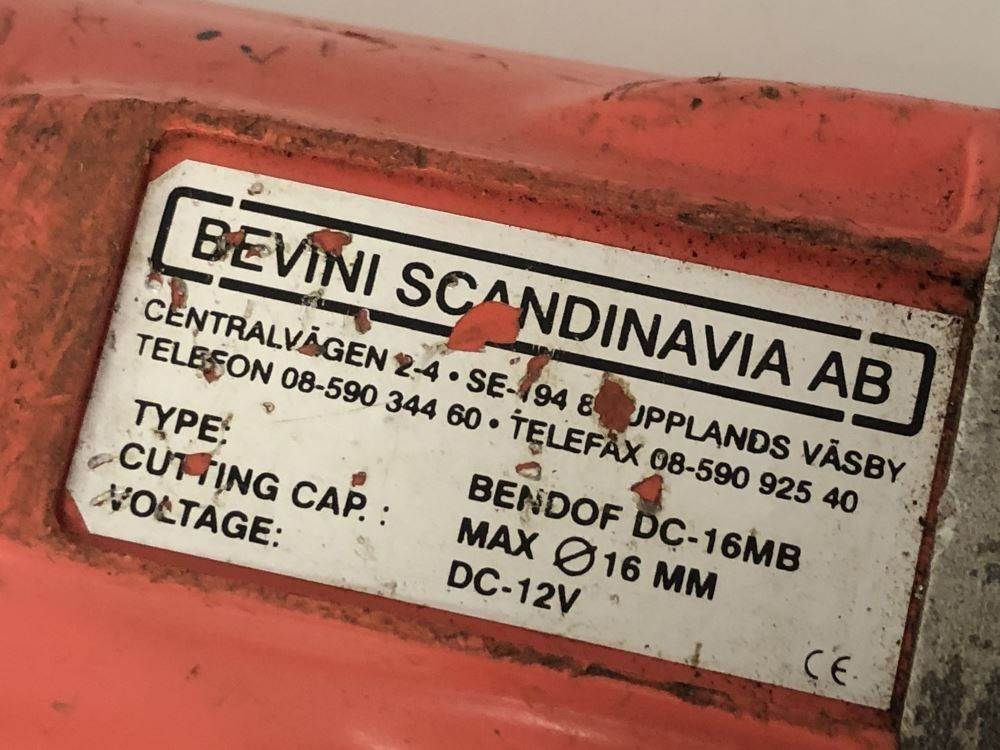 BEVINI SCANDINAVIA AB
CENTRALVÄGEN 2-4 • SE-194 8 UPPLANDS VÄSBY
TELEFON 08-590 344 60 • TELEFAX 08-590 925 40
TYPE: BENDOF DC-16MB
CUTTING CAP. : MAX Ø 16 MM
VOLTAGE: DC-12V
CE